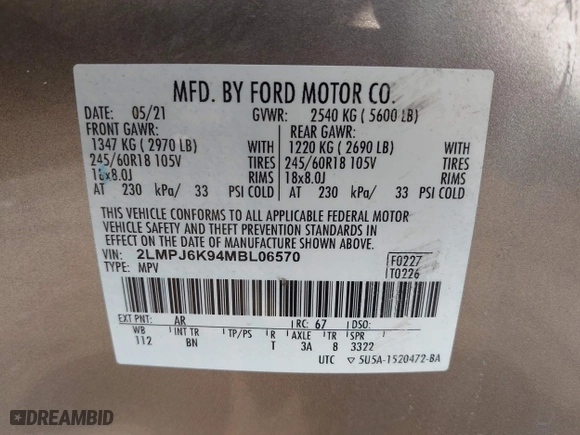 MFD. BY FORD MOTOR CO.
DATE: 05/21 GVWR: 2540 KG ( 5600 LB)
FRONT GAWR: REAR GAWR:
1347 KG ( 2970 LB) WITH 1220 KG ( 2690 LB) WITH
245/60R18 105V TIRES 245/60R18 105V TIRES
18x8.0J RIMS 18x8.0J RIMS
AT 230 kPa/ 33 PSI COLD AT 230 kPa/ 33 PSI COLD
THIS VEHICLE CONFORMS TO ALL APPLICABLE FEDERAL MOTOR
VEHICLE SAFETY AND THEFT PREVENTION STANDARDS IN
EFFECT ON THE DATE OF MANUFACTURE SHOWN ABOVE.
VIN: 2LMPJ6K94MBL06570 F0227
TYPE: MPV T0226
EXT PNT: AR RC: 67
WB INT TR TP/PS R AXLE TR SPR
112 BN T 3A 8 3322
UTC ▽ 5U5A-1520472-BA
DREAMBID